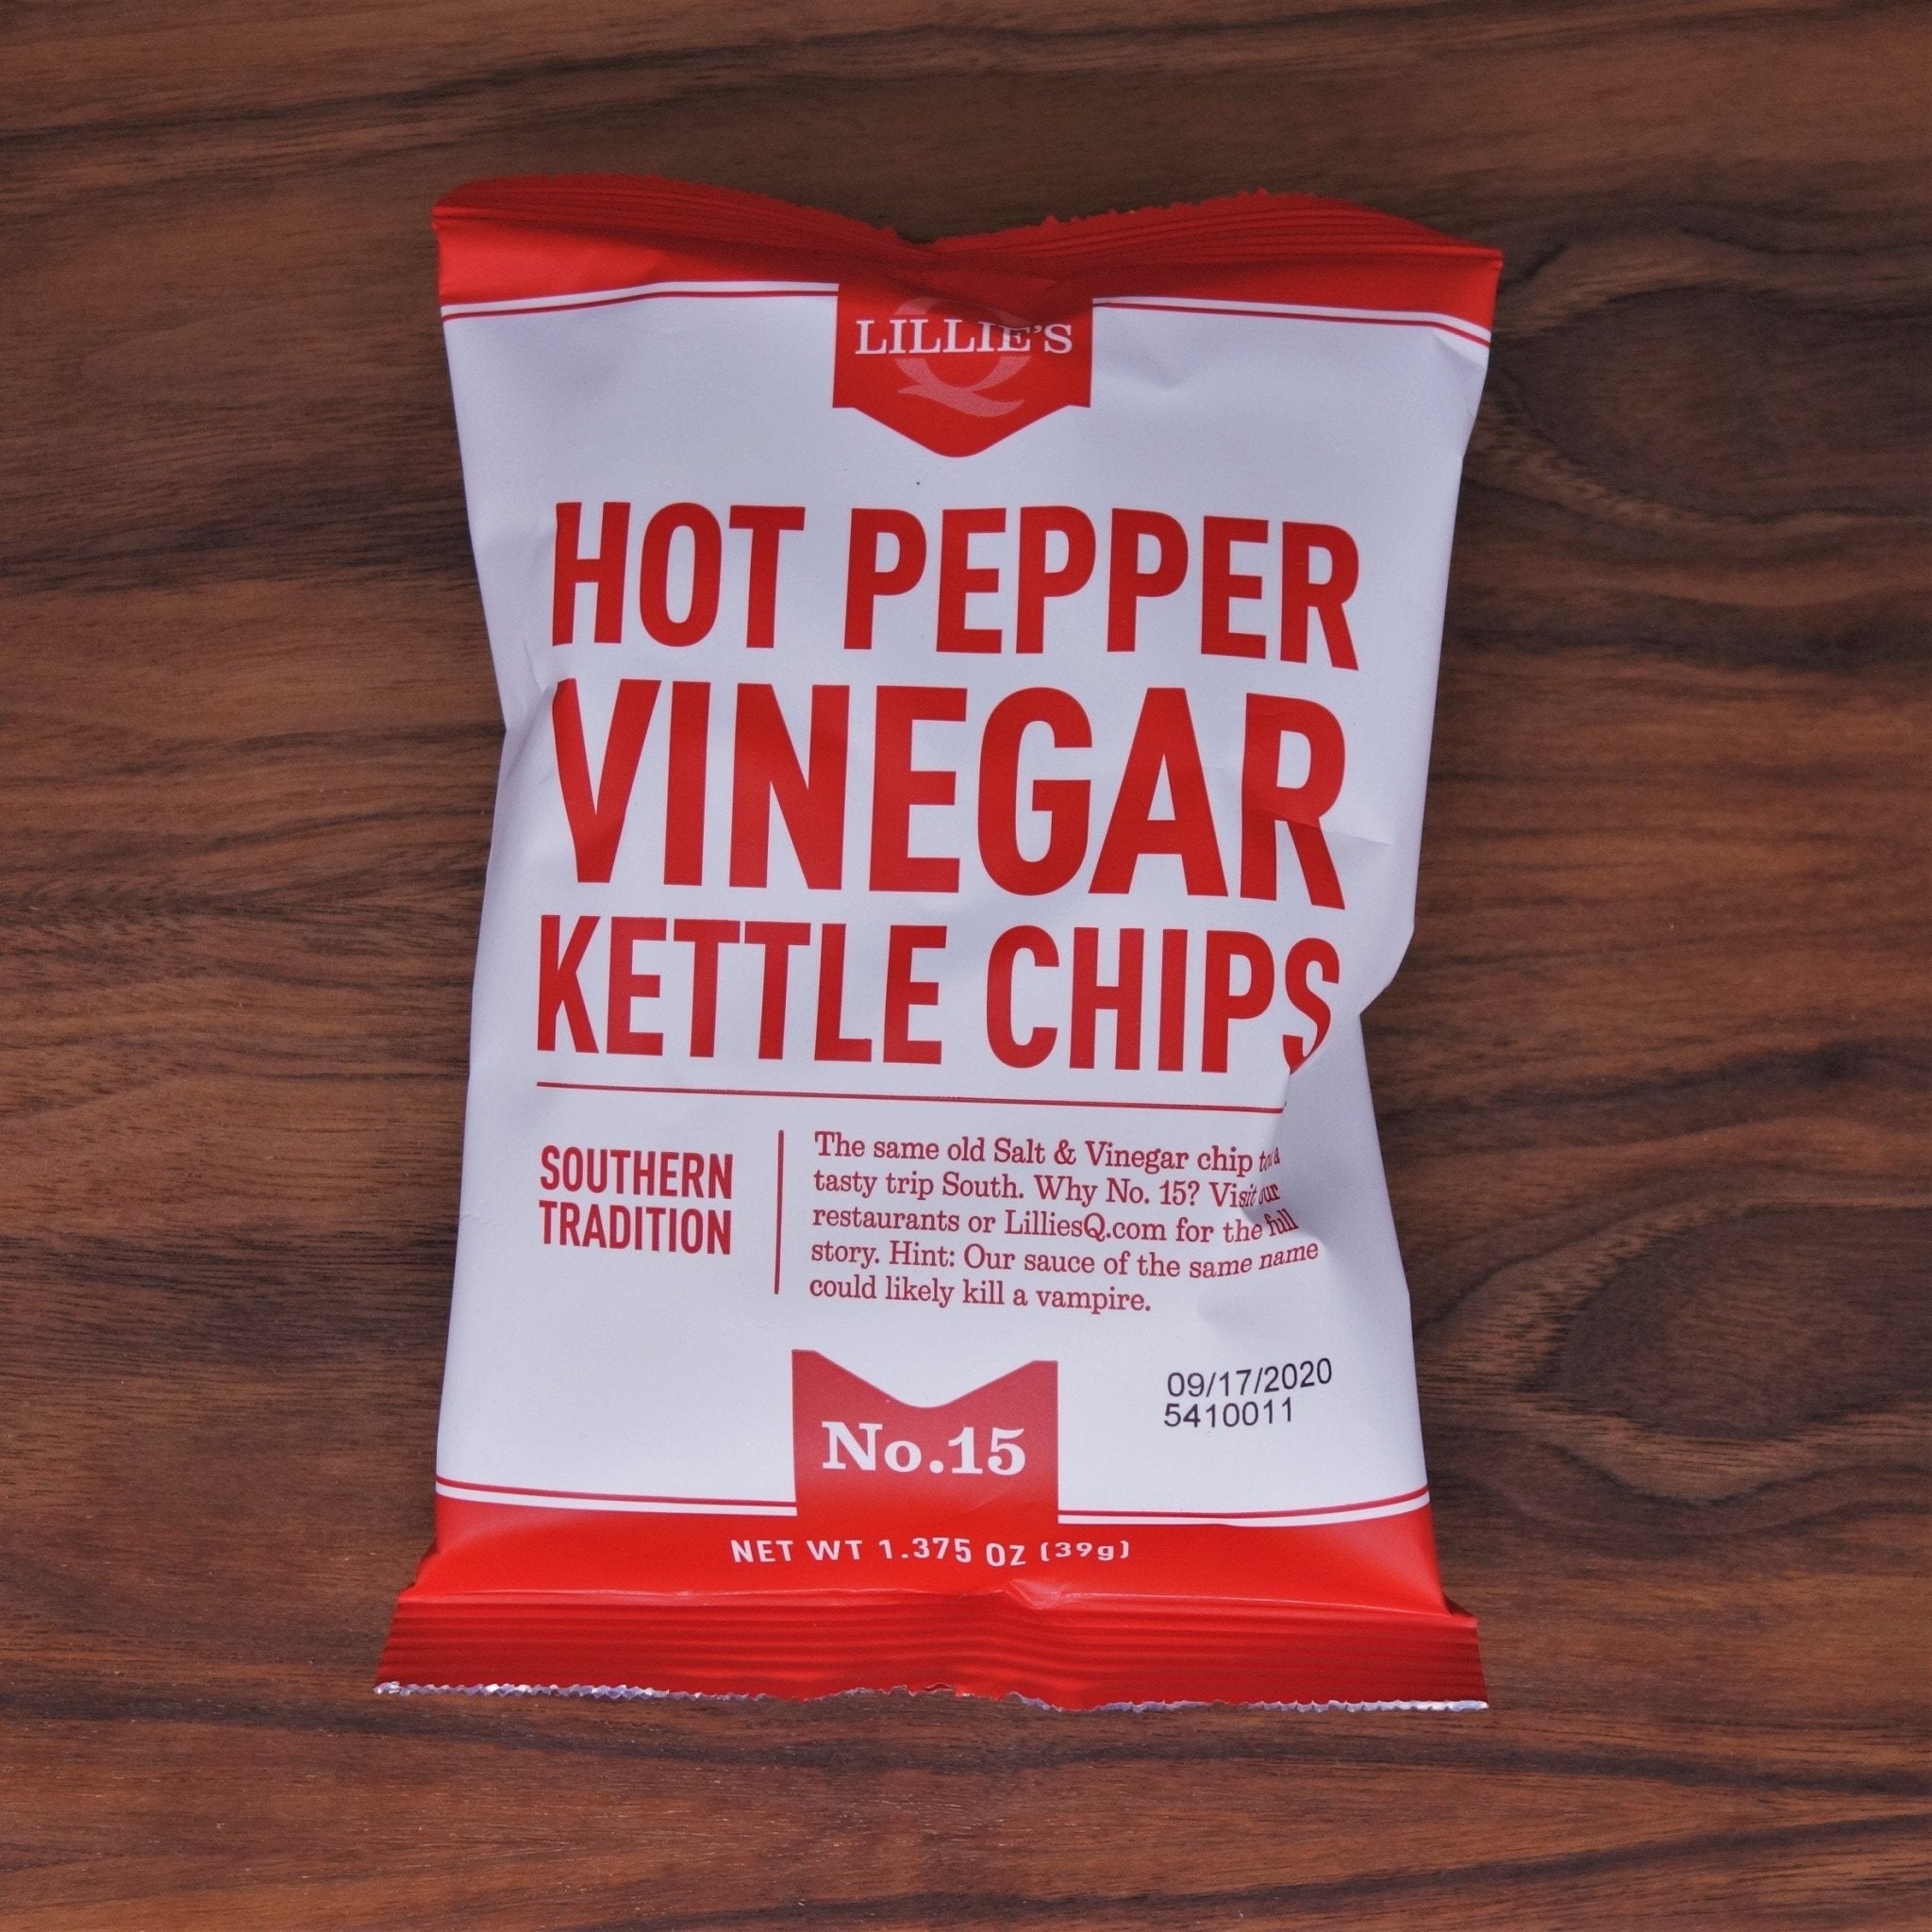 LILLIE'S
Q
HOT PEPPER
VINEGAR
KETTLE CHIPS
SOUTHERN
TRADITION
The same old Salt & Vinegar chip
tasty trip South. Why No. 15? Visit our
restaurants or LilliesQ.com for the full
story. Hint: Our sauce of the same name
could likely kill a vampire.
09/17/2020
5410011
No.15
NET WT 1.375 OZ (39g)